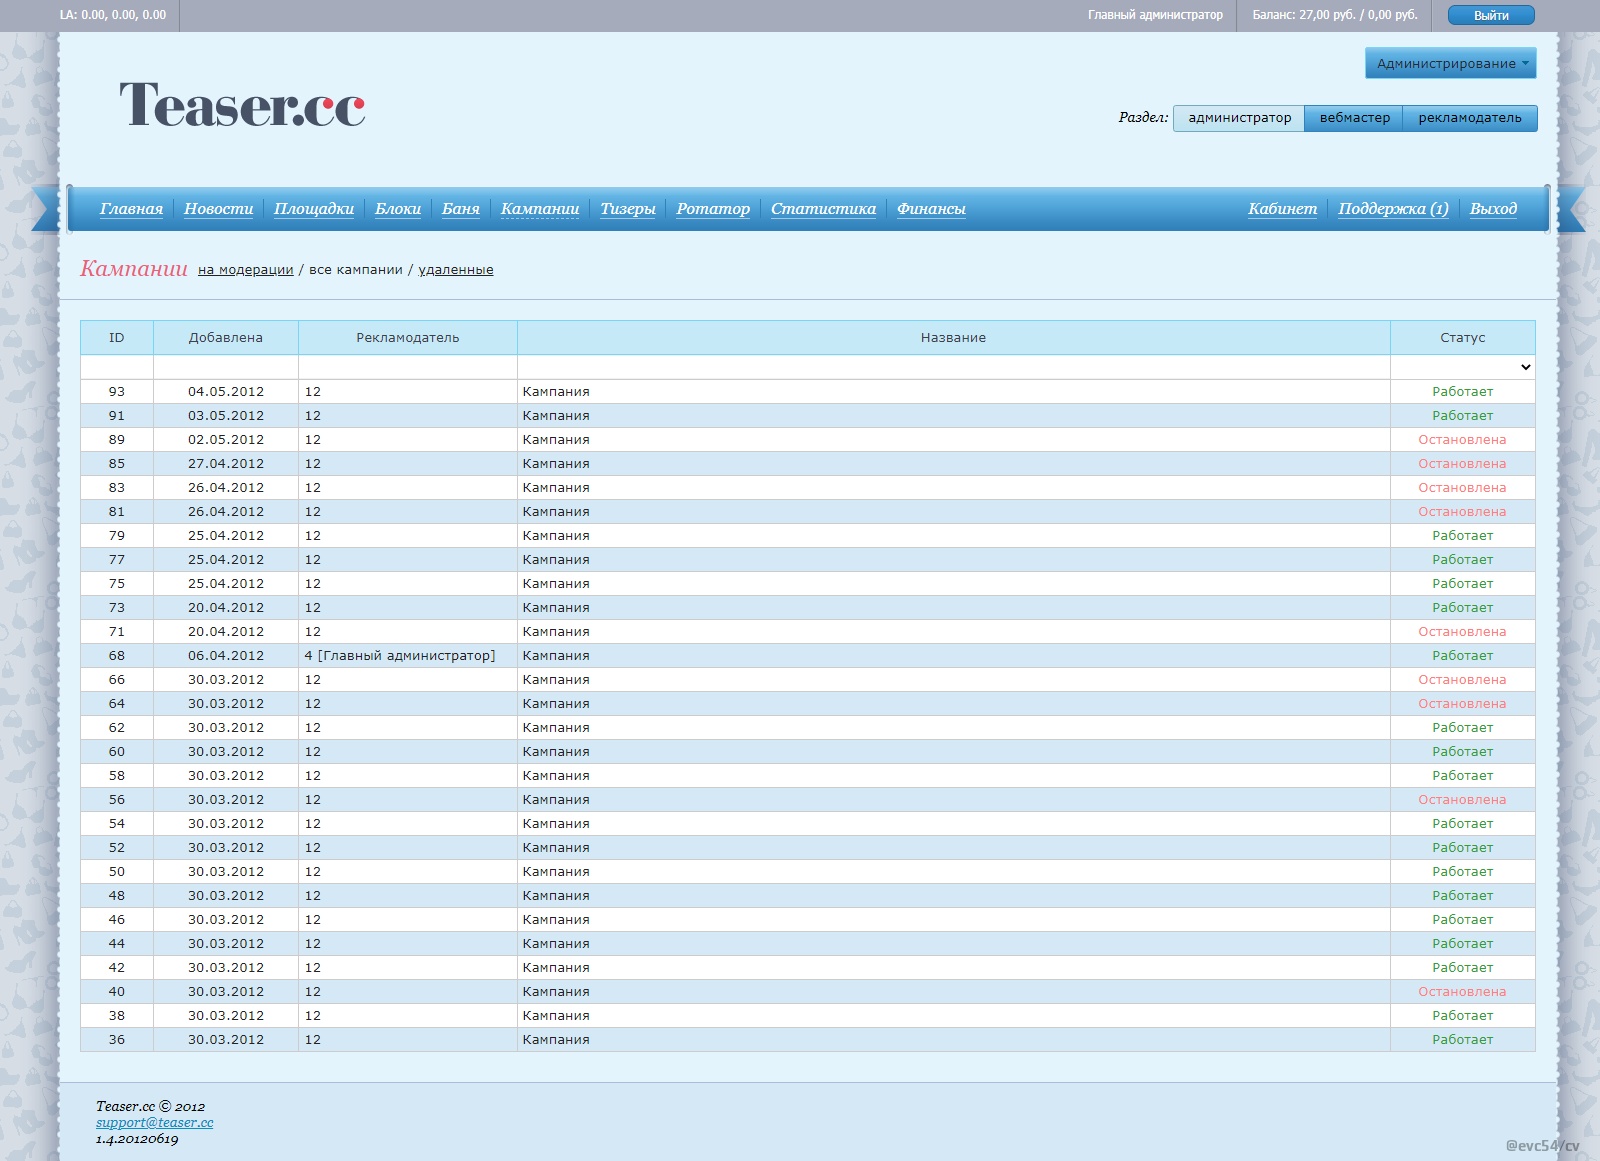 LA: 0.00, 0.00, 0.00
Главный администратор Баланс: 27,00 руб. / 0,00 руб. Выйти
Администрирование
Teaser.cc
Раздел: администратор вебмастер рекламодатель
Главная Новости Площадки Блоки Баня Кампании Тизеры Ротатор Статистика Финансы Кабинет Поддержка (1) Выход
Кампании на модерации / все кампании / удаленные
ID Добавлена Рекламодатель Название Статус
93 04.05.2012 12 Кампания Работает
91 03.05.2012 12 Кампания Работает
89 02.05.2012 12 Кампания Остановлена
85 27.04.2012 12 Кампания Остановлена
83 26.04.2012 12 Кампания Остановлена
81 26.04.2012 12 Кампания Остановлена
79 25.04.2012 12 Кампания Работает
77 25.04.2012 12 Кампания Работает
75 25.04.2012 12 Кампания Работает
73 20.04.2012 12 Кампания Работает
71 20.04.2012 12 Кампания Остановлена
68 06.04.2012 4 [Главный администратор] Кампания Работает
66 30.03.2012 12 Кампания Остановлена
64 30.03.2012 12 Кампания Остановлена
62 30.03.2012 12 Кампания Работает
60 30.03.2012 12 Кампания Работает
58 30.03.2012 12 Кампания Работает
56 30.03.2012 12 Кампания Остановлена
54 30.03.2012 12 Кампания Работает
52 30.03.2012 12 Кампания Работает
50 30.03.2012 12 Кампания Работает
48 30.03.2012 12 Кампания Работает
46 30.03.2012 12 Кампания Работает
44 30.03.2012 12 Кампания Работает
42 30.03.2012 12 Кампания Работает
40 30.03.2012 12 Кампания Остановлена
38 30.03.2012 12 Кампания Работает
36 30.03.2012 12 Кампания Работает
Teaser.cc © 2012
support@teaser.cc
1.4.20120619
@evc54/cv